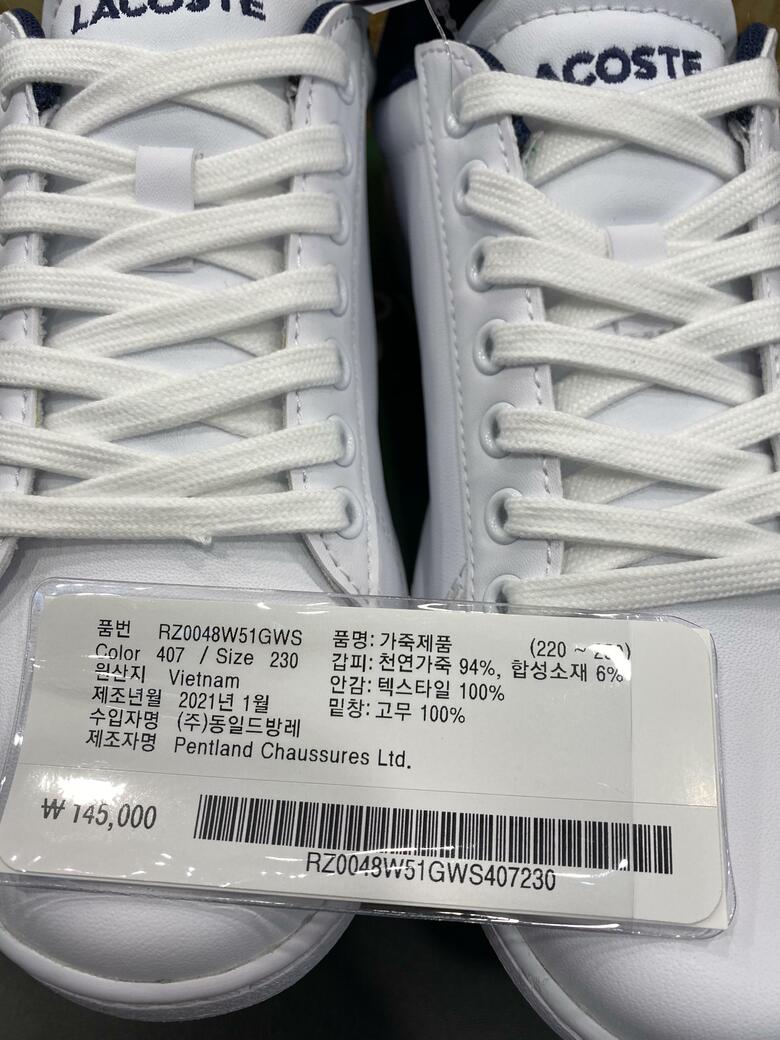 LACOSTE
ACOSTE
품번 RZ0048W51GWS
Color 407 / Size 230
원산지 Vietnam
제조년월 2021년 1월
수입자명 (주)동일드방레
제조자명 Pentland Chaussures Ltd.
품명: 가죽제품 (220 ~
갑피: 천연가죽 94%, 합성소재 6%
안감: 텍스타일 100%
밑창: 고무 100%
₩ 145,000
RZ0048W51GWS407230